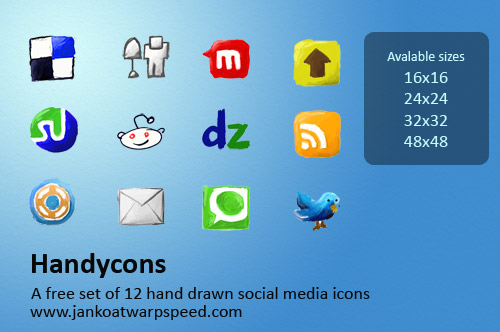 m
dz
Avalable sizes
16x16
24x24
32x32
48x48
Handycons
A free set of 12 hand drawn social media icons
www.jankoatwarpspeed.com